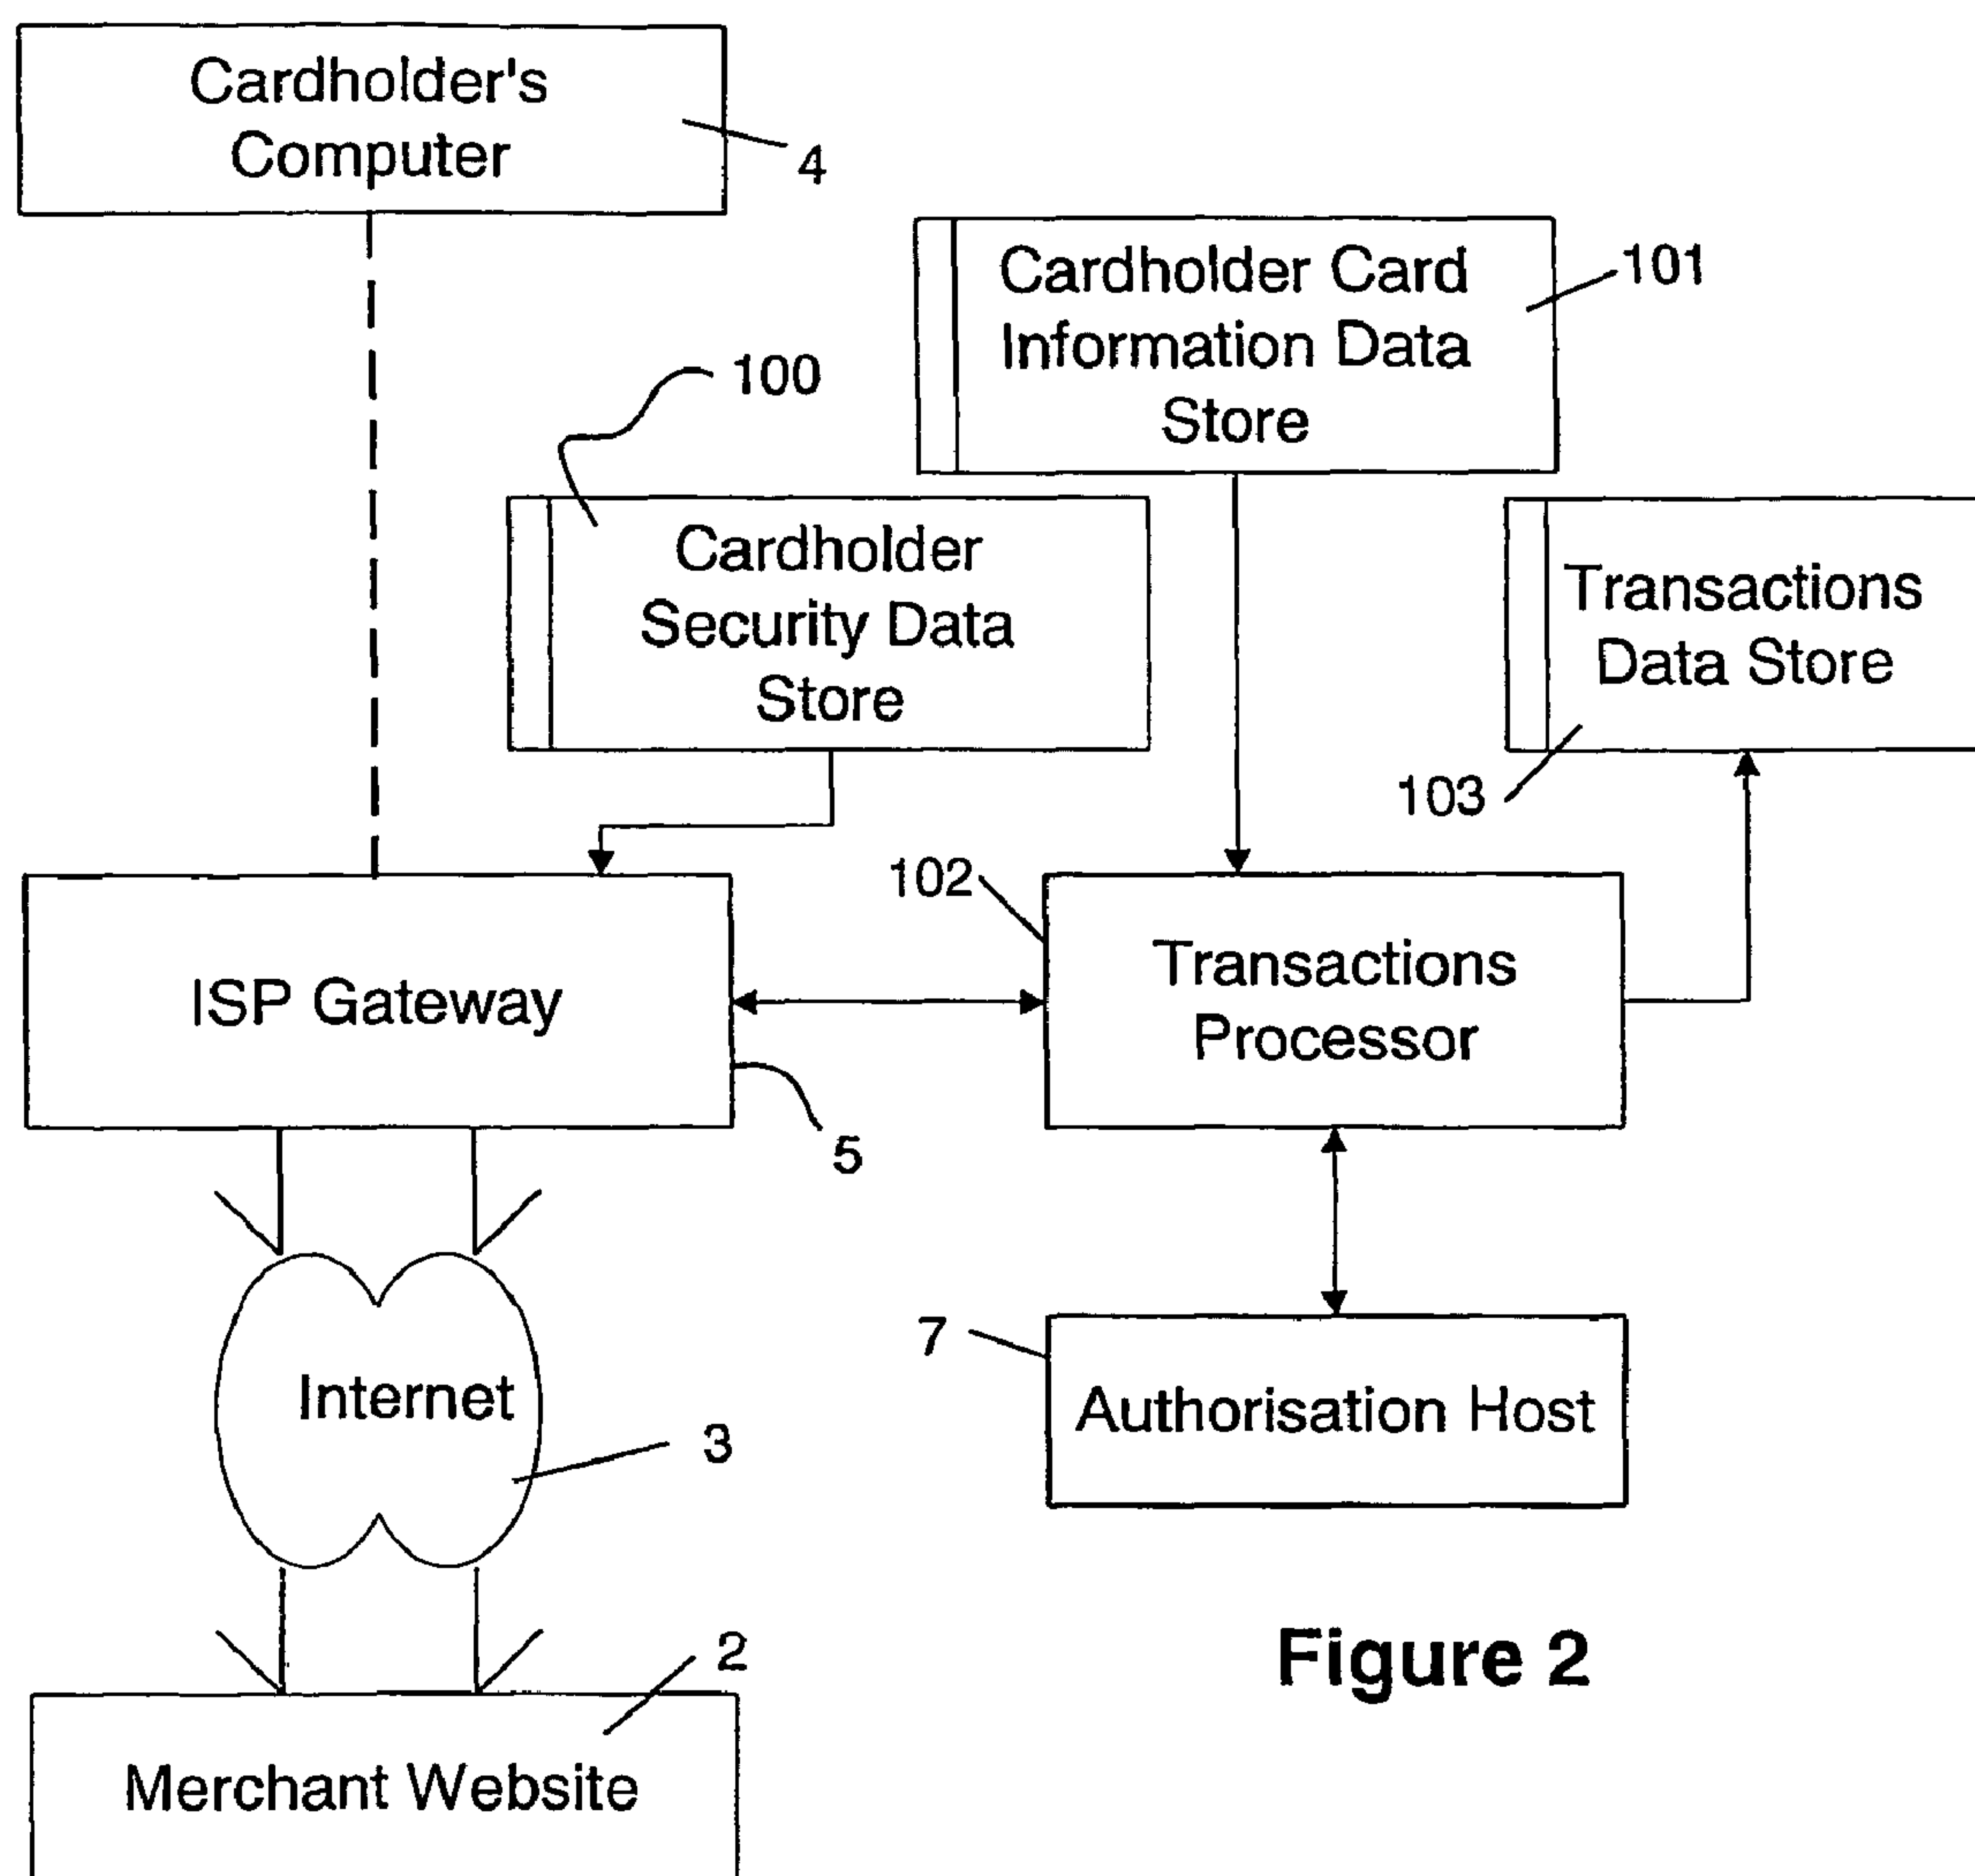 Cardholder's
Computer
4
Cardholder Card
Information Data
Store
101
100
Cardholder
Security Data
Store
Transactions
Data Store
103
102
ISP Gateway
Transactions
Processor
5
7
Authorisation Host
Internet
3
2
Merchant Website
Figure 2